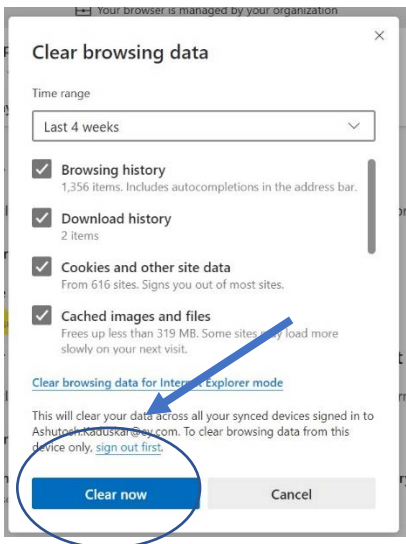 Your browser is managed by your organization
Clear browsing data
Time range
Last 4 weeks
Browsing history
1,356 items. Includes autocompletions in the address bar.
Download history
2 items
Cookies and other site data
From 616 sites. Signs you out of most sites.
Cached images and files
Frees up less than 319 MB. Some sites may load more
slowly on your next visit.
Clear browsing data for Internet Explorer mode
This will clear your data across all your synced devices signed in to
Ashutosh.Kaduskar@ey.com. To clear browsing data from this
device only, sign out first.
Clear now
Cancel